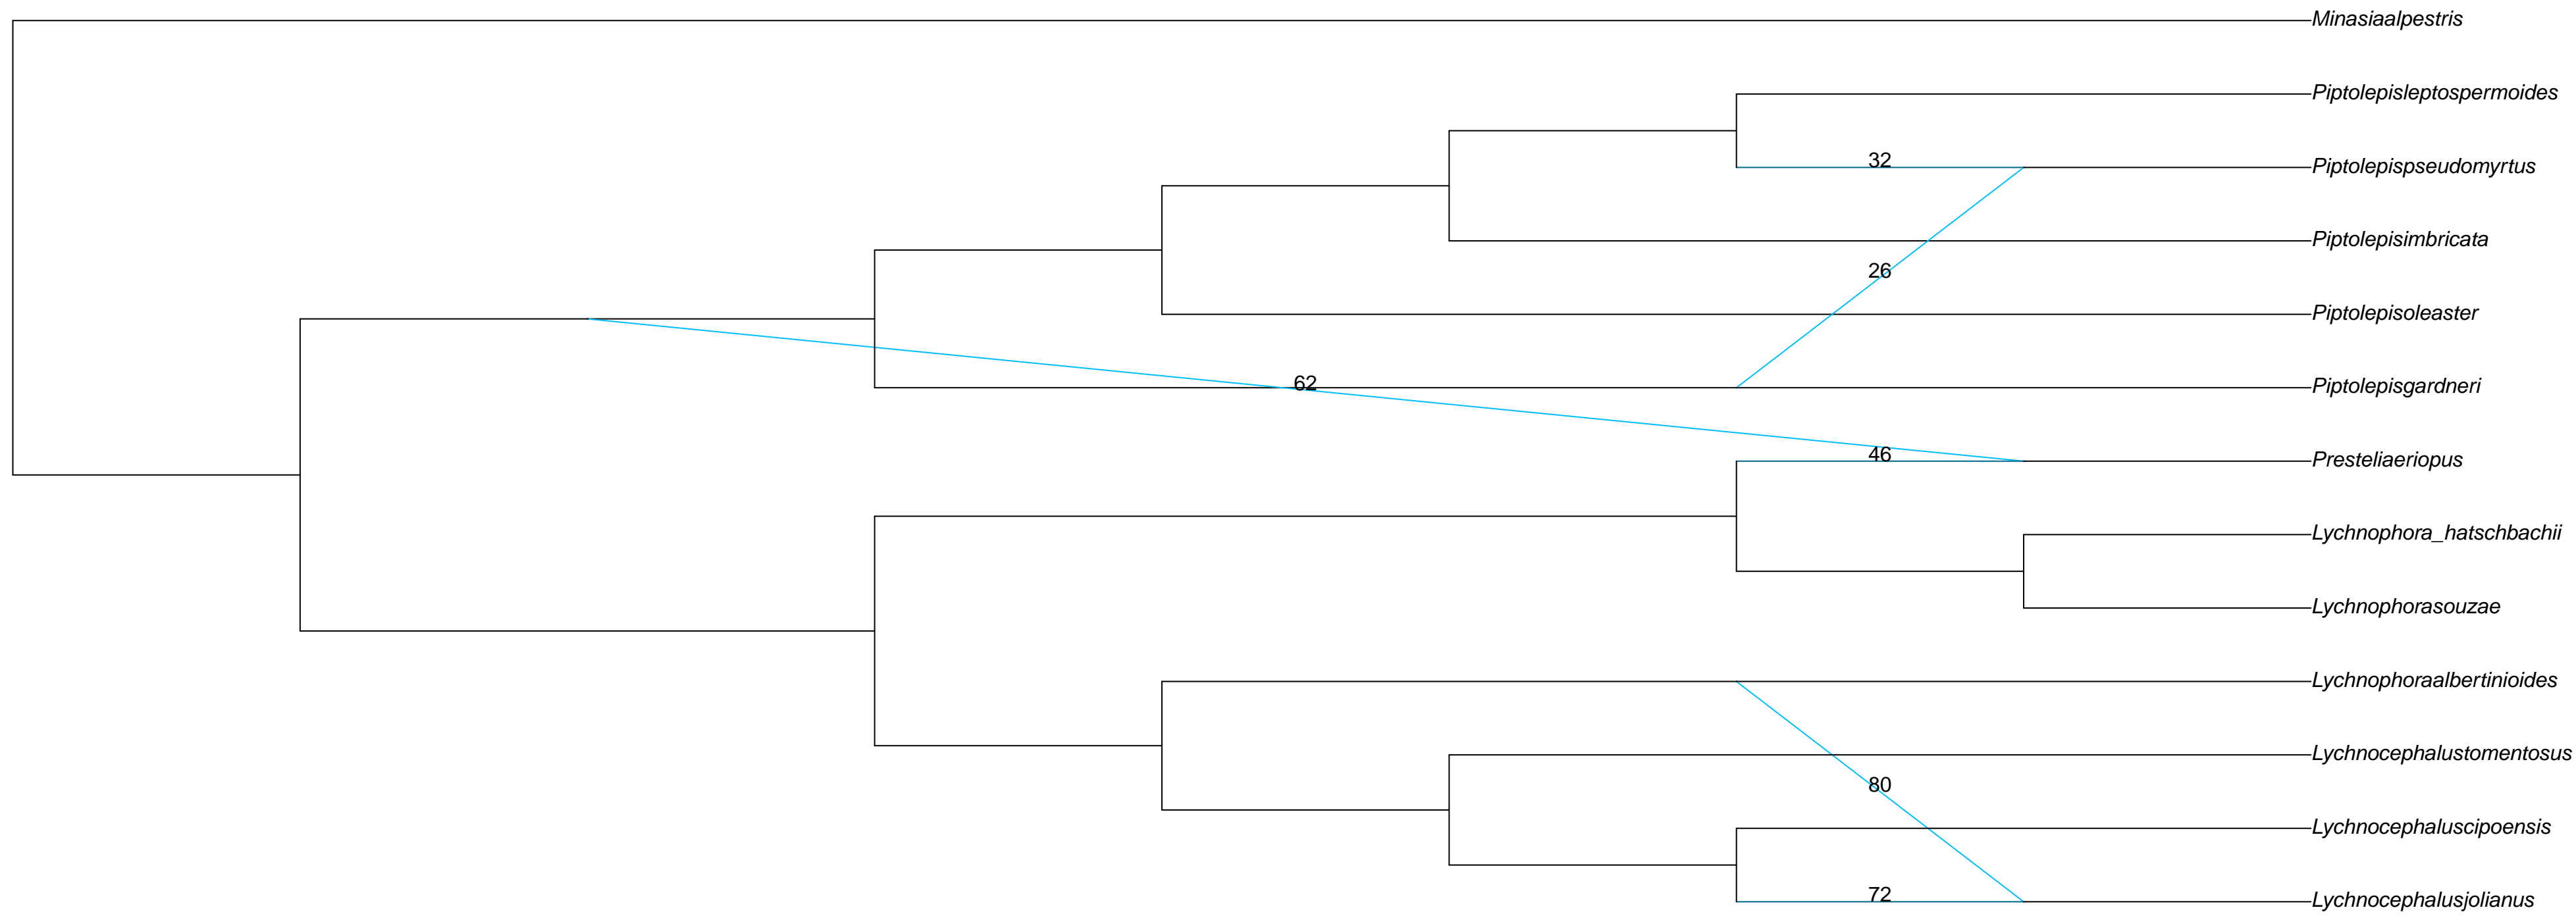 Minasiaalpestris
Piptolepisleptospermoides
32
Piptolepispseudomyrtus
Piptolepisimbricata
26
Piptolepisoleaster
62
Piptolepisgardneri
46
Presteliaeriopus
Lychnophora_hatschbachii
Lychnophorasouzae
Lychnophoraalbertinioides
Lychnocephalustomentosus
80
Lychnocephaluscipoensis
72
Lychnocephalusjolianus